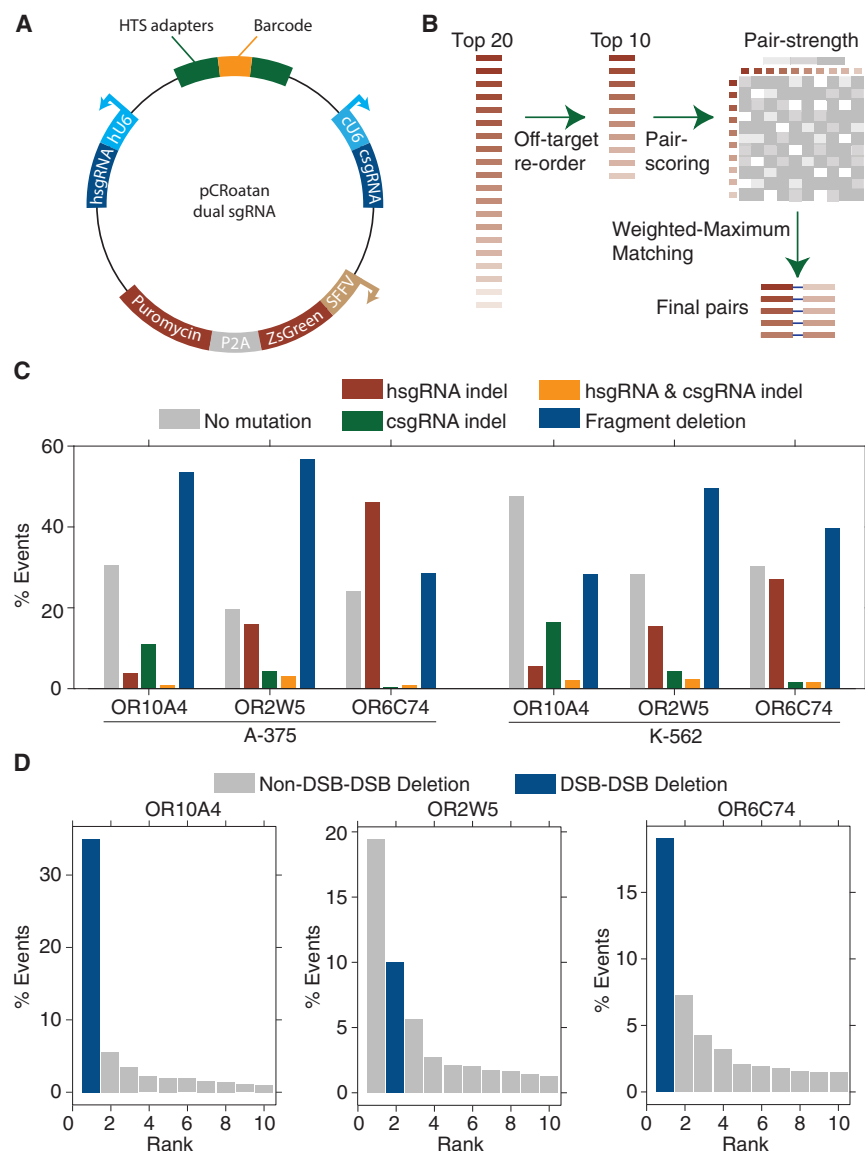 A
HTS adapters
Barcode
hU6
hsgRNA
cU6
csgRNA
pCRoatan
dual sgRNA
SFFV
ZsGreen
P2A
Puromycin
B
Top 20
Top 10
Pair-strength
Off-target
re-order
Pair-
scoring
Weighted-Maximum
Matching
Final pairs
C
No mutation
hsgRNA indel
csgRNA indel
hsgRNA & csgRNA indel
Fragment deletion
% Events
60
40
20
0
OR10A4 OR2W5 OR6C74
A-375
OR10A4 OR2W5 OR6C74
K-562
D
Non-DSB-DSB Deletion
DSB-DSB Deletion
OR10A4
% Events
30
20
10
0
0 2 4 6 8 10
Rank
OR2W5
% Events
20
15
10
5
0
0 2 4 6 8 10
Rank
OR6C74
% Events
15
10
5
0
0 2 4 6 8 10
Rank